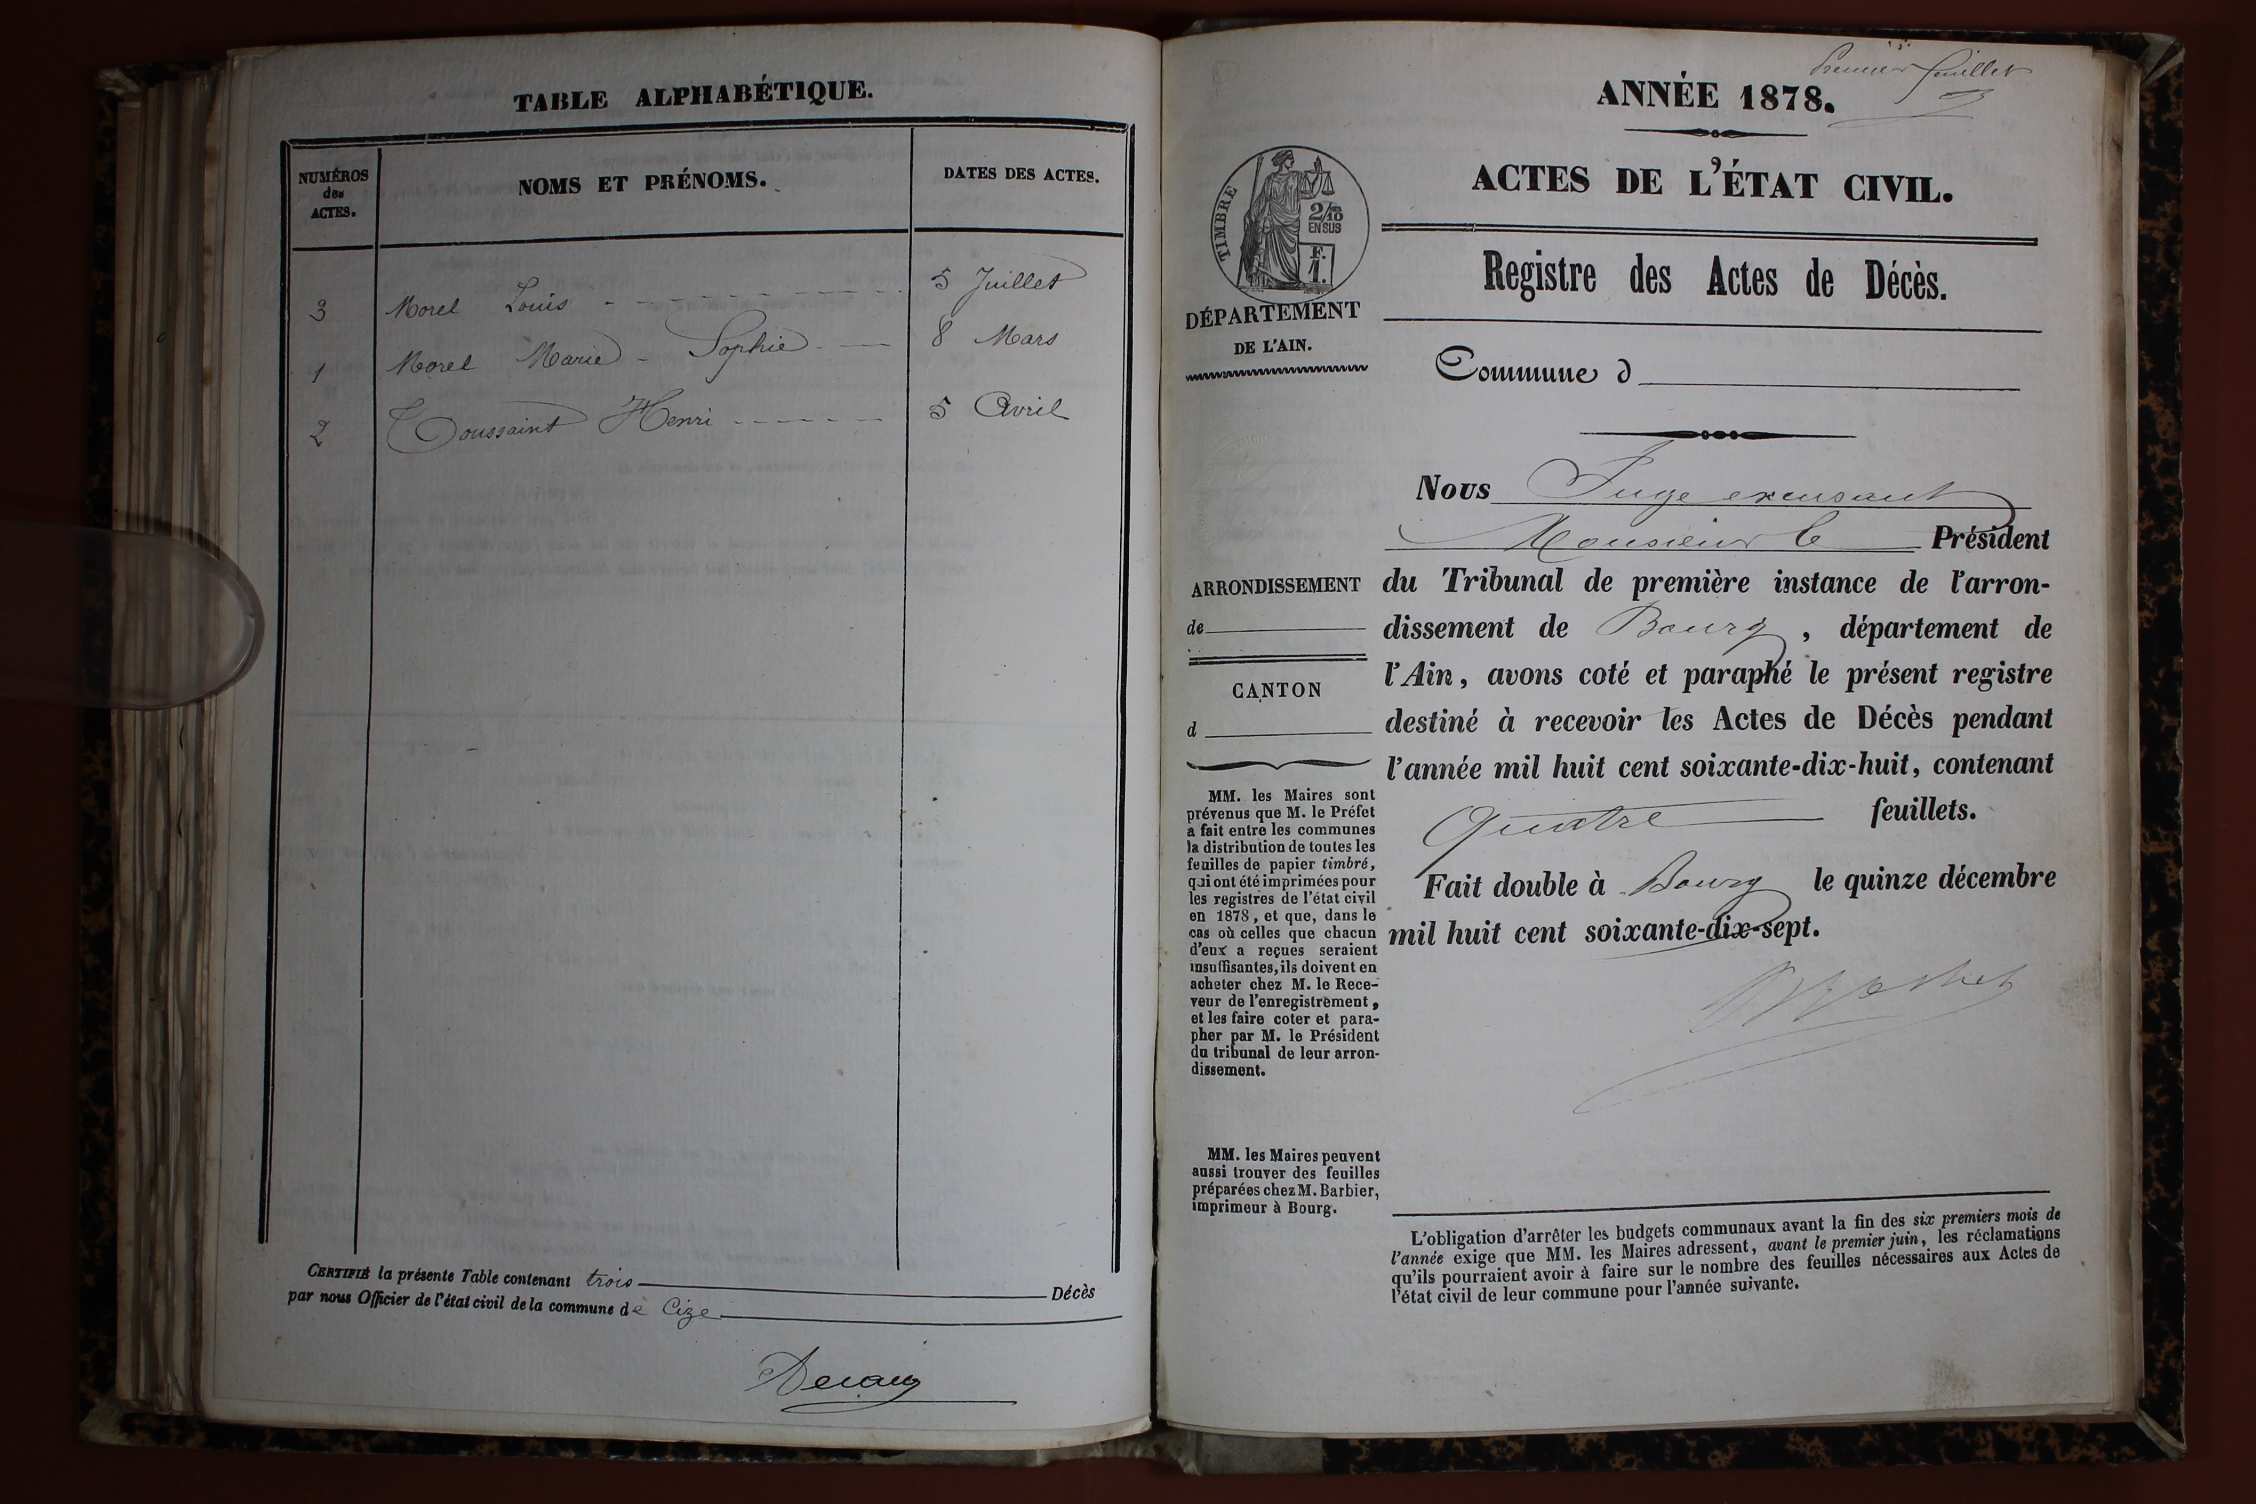 TABLE ALPHABÉTIQUE.
NUMÉROS
des
ACTES.
NOMS ET PRÉNOMS.
DATES DES ACTES.
3 Morel Louis 5 Juillet
1 Morel Marie - Sophie 8 Mars
2 Toussaint Henri 5 Avril
CERTIFIÉ la présente Table contenant trois Décès
par nous Officier de l'état civil de la commune de Cize
Premier feuillet
ANNÉE 1878.
ACTES DE L'ÉTAT CIVIL.
Registre des Actes de Décès.
TIMBRE
2/10
EN SUS
F.
1.
DÉPARTEMENT
DE L'AIN.
ARRONDISSEMENT
de
CANTON
d
MM. les Maires sont
prévenus que M. le Préfet
a fait entre les communes
la distribution de toutes les
feuilles de papier timbré,
qui ont été imprimées pour
les registres de l'état civil
en 1878, et que, dans le
cas où celles que chacun
d'eux a reçues seraient
insuffisantes, ils doivent en
acheter chez M. le Rece-
veur de l'enregistrement,
et les faire coter et para-
pher par M. le Président
du tribunal de leur arron-
dissement.
MM. les Maires peuvent
aussi trouver des feuilles
préparées chez M. Barbier,
imprimeur à Bourg.
Commune d
Nous Juge excusant
Monsieur le Président
du Tribunal de première instance de l'arron-
dissement de Bourg, département de
l'Ain, avons coté et paraphé le présent registre
destiné à recevoir les Actes de Décès pendant
l'année mil huit cent soixante-dix-huit, contenant
quatre feuillets.
Fait double à Bourg le quinze décembre
mil huit cent soixante-dix-sept.
L'obligation d'arrêter les budgets communaux avant la fin des six premiers mois de
l'année exige que MM. les Maires adressent, avant le premier juin, les réclamations
qu'ils pourraient avoir à faire sur le nombre des feuilles nécessaires aux Actes de
l'état civil de leur commune pour l'année suivante.